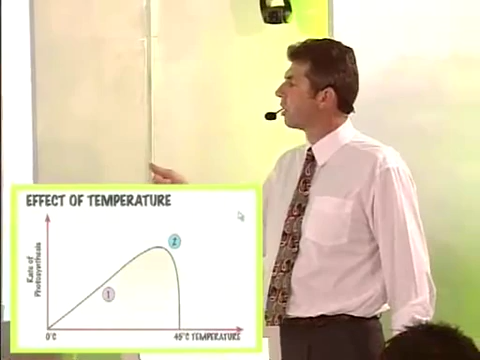 EFFECT OF TEMPERATURE
Rate of
Photosynthesis
2
1
0°C
45°C TEMPERATURE